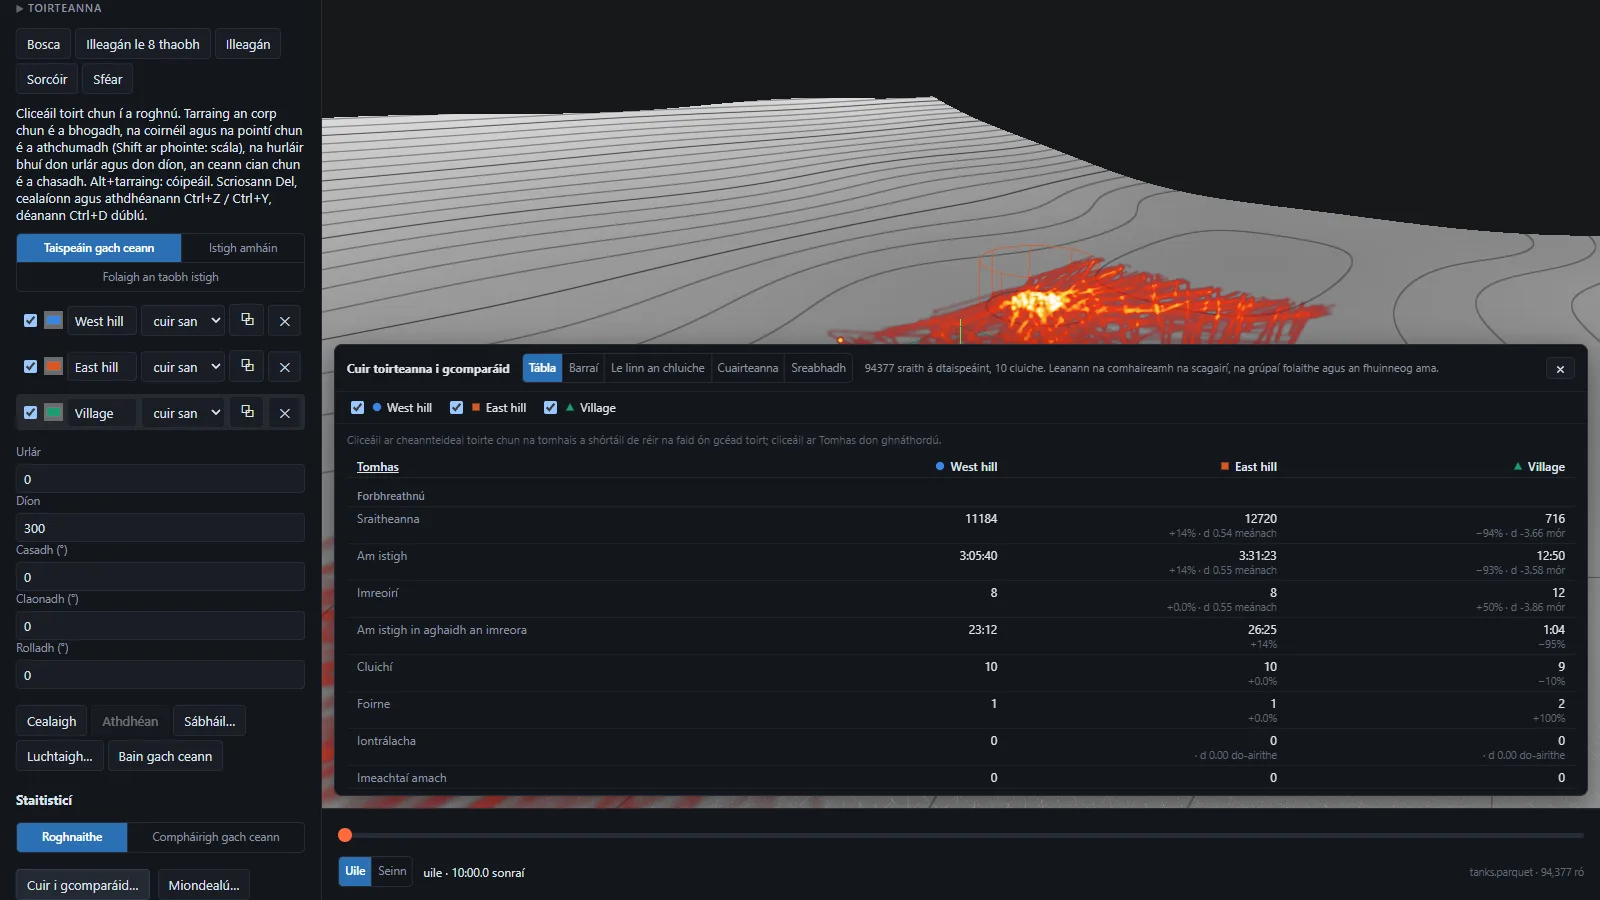 ▶ TOIRTEANNA
Bosca
Illeagán le 8 thaobh
Illeagán
Sorcóir
Sféar
Cliceáil toirt chun í a roghnú. Tarraing an corp
chun é a bhogadh, na coirnéil agus na pointí chun
é a athchumadh (Shift ar phointe: scála), na hurláir
bhuí don urlár agus don díon, an ceann cian chun
é a chasadh. Alt+tarraing: cóipeáil. Scriosann Del,
cealaíonn agus athdhéanann Ctrl+Z / Ctrl+Y,
déanann Ctrl+D dúblú.
Taispeáin gach ceann
Istigh amháin
Folaigh an taobh istigh
West hill
cuir san
East hill
cuir san
Village
cuir san
Urlár
0
Díon
300
Casadh (°)
0
Claonadh (°)
0
Rolladh (°)
0
Cealaigh
Athdhéan
Sábháil...
Luchtaigh...
Bain gach ceann
Staitisticí
Roghnaithe
Compháirigh gach ceann
Cuir i gcomparáid...
Miondealú...
Cuir toirteanna i gcomparáid
Tábla
Barraí
Le linn an chluiche
Cuairteanna
Sreabhadh
94377 sraith á dtaispeáint, 10 cluiche. Leanann na comhaireamh na scagairí, na grúpaí folaithe agus an fhuinneog ama.
West hill
East hill
Village
Cliceáil ar cheannteideal toirte chun na tomhais a shórtáil de réir na faid ón gcéad toirt; cliceáil ar Tomhas don ghnáthordú.
Tomhas West hill East hill Village
Forbhreathnú
Sraitheanna 11184 12720 716
+14% · d 0.54 meánach −94% · d -3.66 mór
Am istigh 3:05:40 3:31:23 12:50
+14% · d 0.55 meánach −93% · d -3.58 mór
Imreoirí 8 8 12
+0.0% · d 0.55 meánach +50% · d -3.86 mór
Am istigh in aghaidh an imreora 23:12 26:25 1:04
+14% −95%
Cluichí 10 10 9
+0.0% −10%
Foirne 1 1 2
+0.0% +100%
Iontrálacha 0 0 0
· d 0.00 do-airithe · d 0.00 do-airithe
Imeachtaí amach 0 0 0
Uile
Seinn
uile · 10:00.0 sonraí
tanks.parquet · 94,377 ró